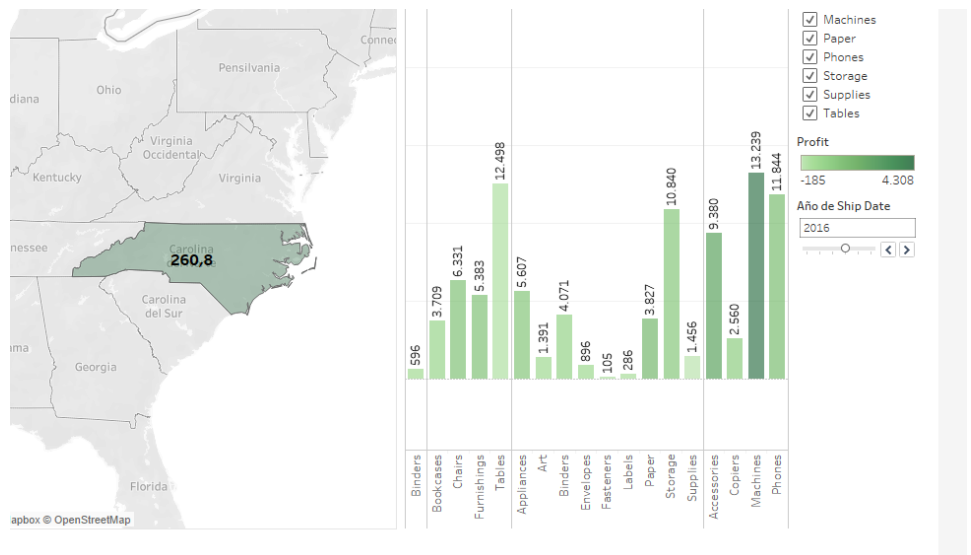 Connec
Pensilvania
Ohio
diana
Virginia
Occidental
Kentucky
Virginia
nessee
Carolina
260,8
Carolina
del Sur
ama
Georgia
Florida
apbox © OpenStreetMap
596
3.709
6.331
5.383
12.498
5.607
1.391
4.071
896
105
286
3.827
10.840
1.456
9.380
2.560
13.239
11.844
Binders
Bookcases
Chairs
Furnishings
Tables
Appliances
Art
Binders
Envelopes
Fasteners
Labels
Paper
Storage
Supplies
Accessories
Copiers
Machines
Phones
Machines
Paper
Phones
Storage
Supplies
Tables
Profit
-185 4.308
Año de Ship Date
2016